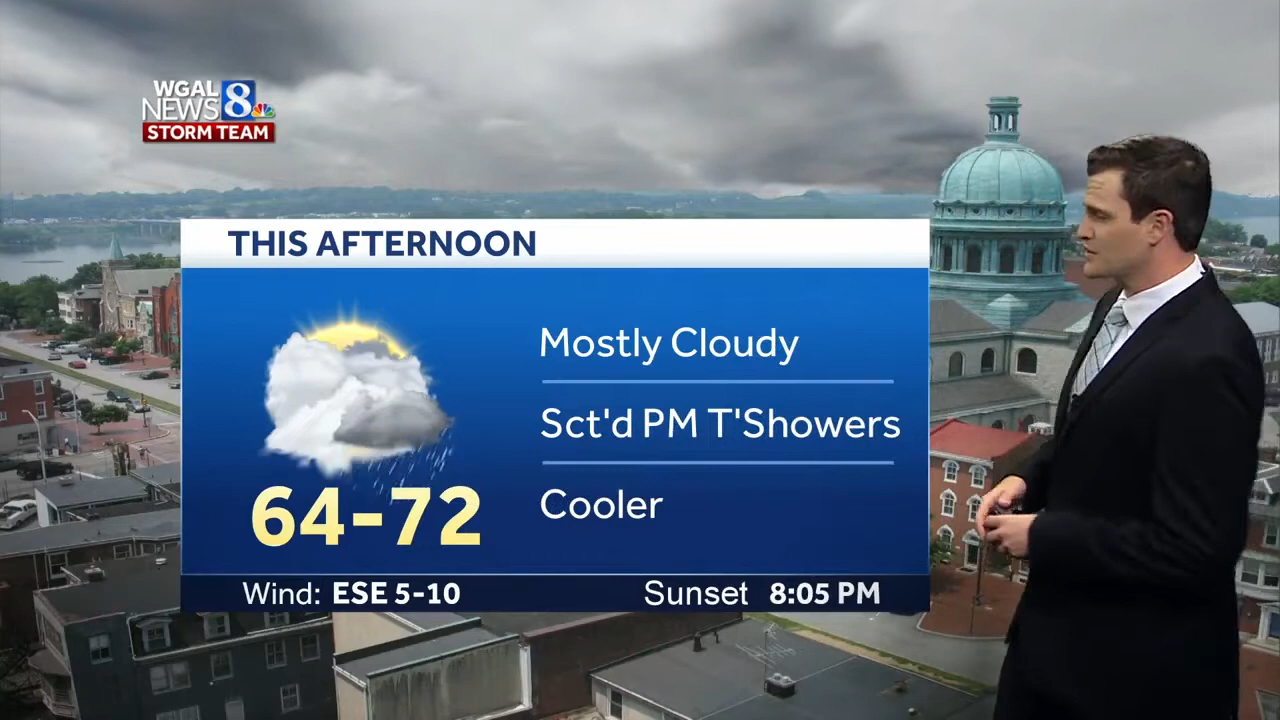 WGAL
NEWS 8
STORM TEAM
THIS AFTERNOON
Mostly Cloudy
Sct'd PM T'Showers
Cooler
64-72
Wind: ESE 5-10
Sunset 8:05 PM